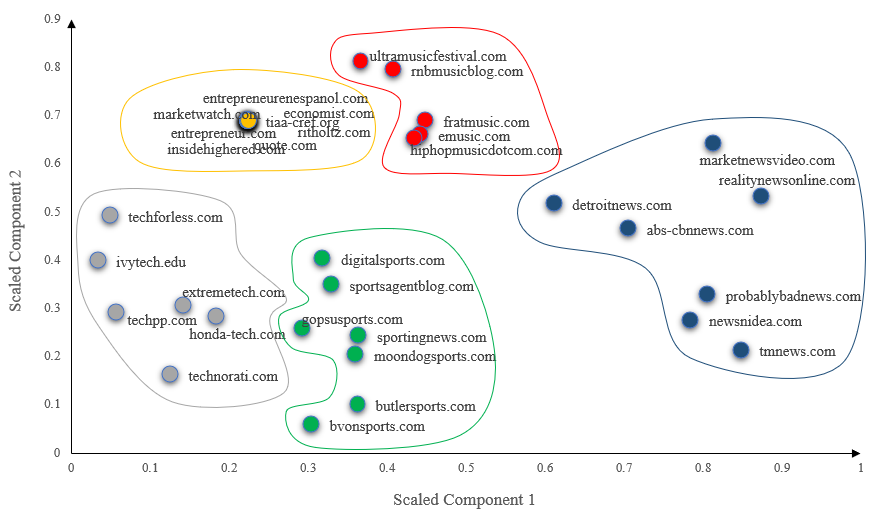 0.9
0.8
0.7
0.6
0.5
0.4
0.3
0.2
0.1
0
Scaled Component 2
ultramusicfestival.com
rnbmusicblog.com
entrepreneurenespanol.com
marketwatch.com
economist.com
tiaa-cref.org
fratmusic.com
entrepreneur.com
ritholtz.com
emusic.com
quote.com
insidehighered.com
hiphopmusicdotcom.com
marketnewsvideo.com
realitynewsonline.com
detroitnews.com
techforless.com
abs-cbnnews.com
digitalsports.com
ivytech.edu
sportsagentblog.com
extremetech.com
probablybadnews.com
techpp.com
gopsusports.com
newsnidea.com
honda-tech.com
sportingnews.com
tmnews.com
moondogsports.com
technorati.com
butlersports.com
bvonsports.com
0 0.1 0.2 0.3 0.4 0.5 0.6 0.7 0.8 0.9 1
Scaled Component 1